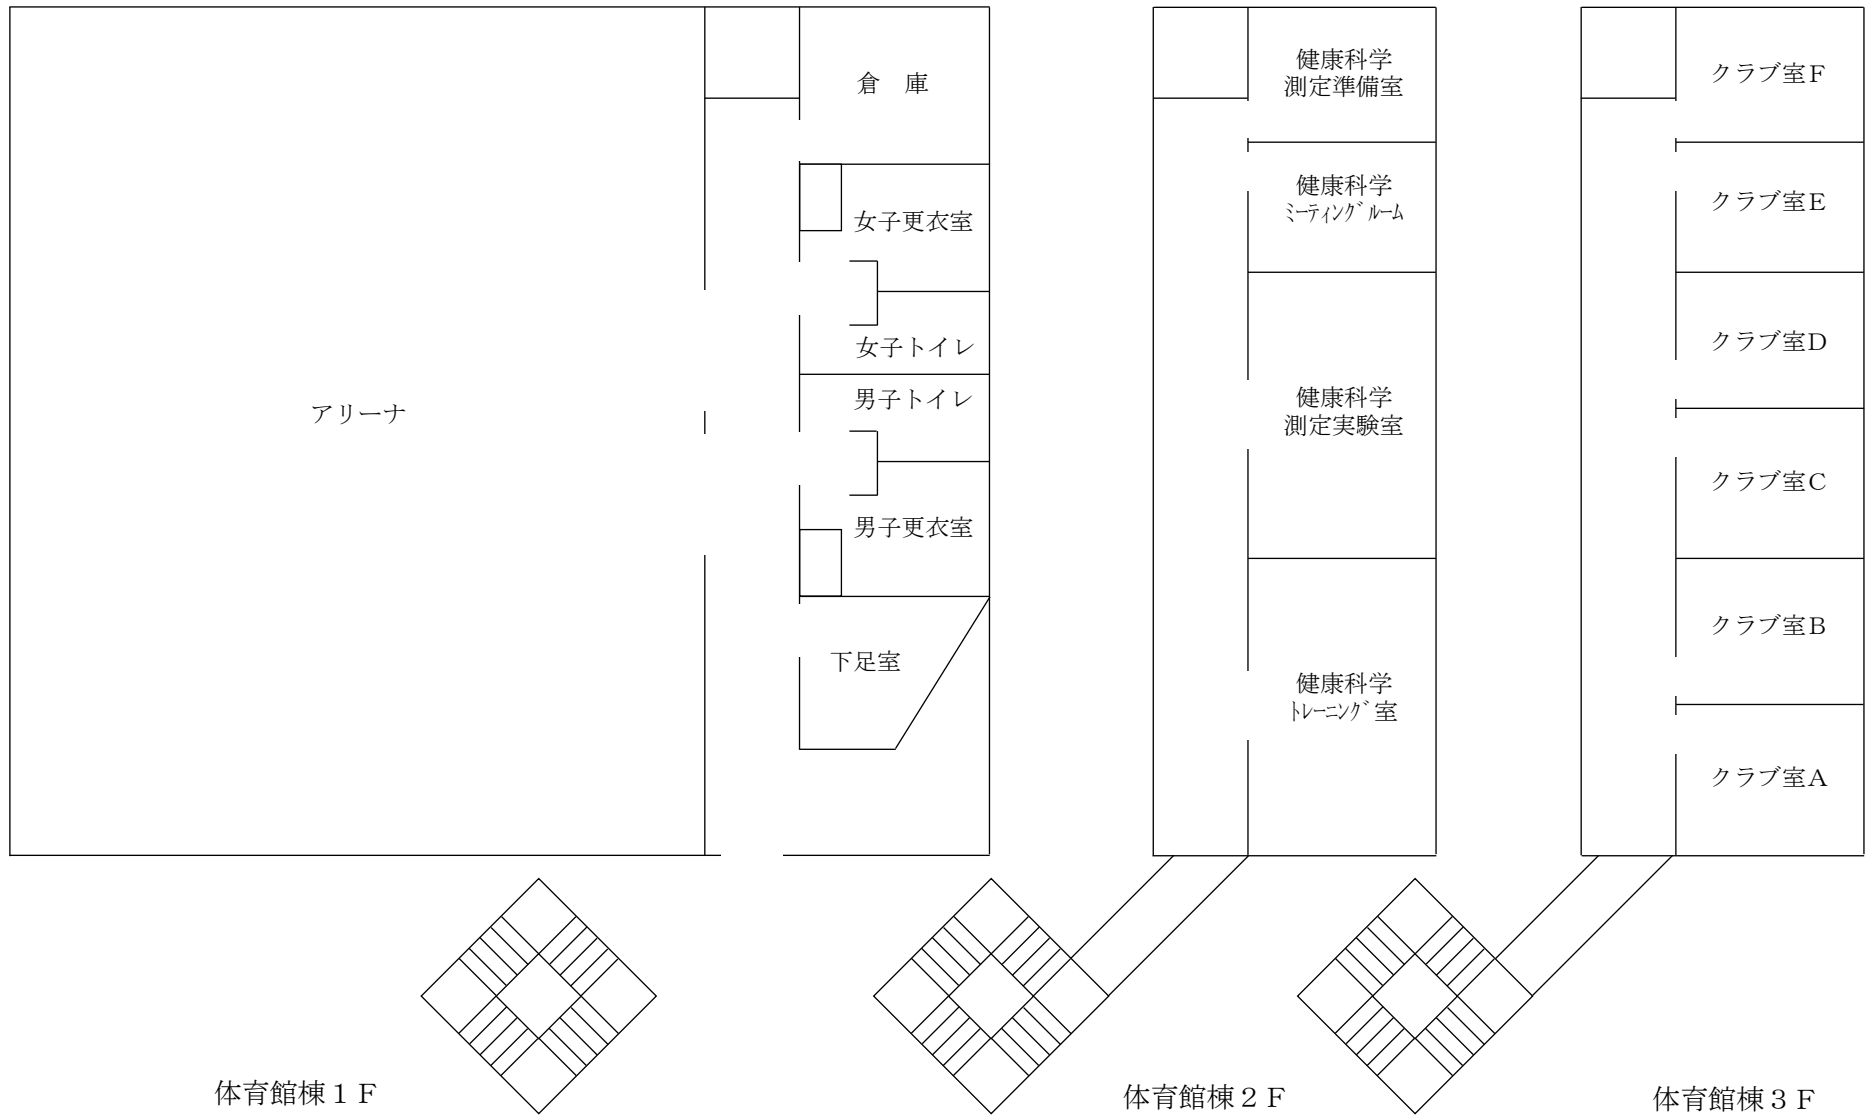 アリーナ
倉　庫
女子更衣室
女子トイレ
男子トイレ
男子更衣室
下足室
体育館棟１Ｆ
健康科学
測定準備室
健康科学
ﾐｰﾃｨﾝｸﾞﾙｰﾑ
健康科学
測定実験室
健康科学
ﾄﾚｰﾆﾝｸﾞ室
体育館棟２Ｆ
クラブ室Ｆ
クラブ室Ｅ
クラブ室Ｄ
クラブ室Ｃ
クラブ室Ｂ
クラブ室Ａ
体育館棟３Ｆ